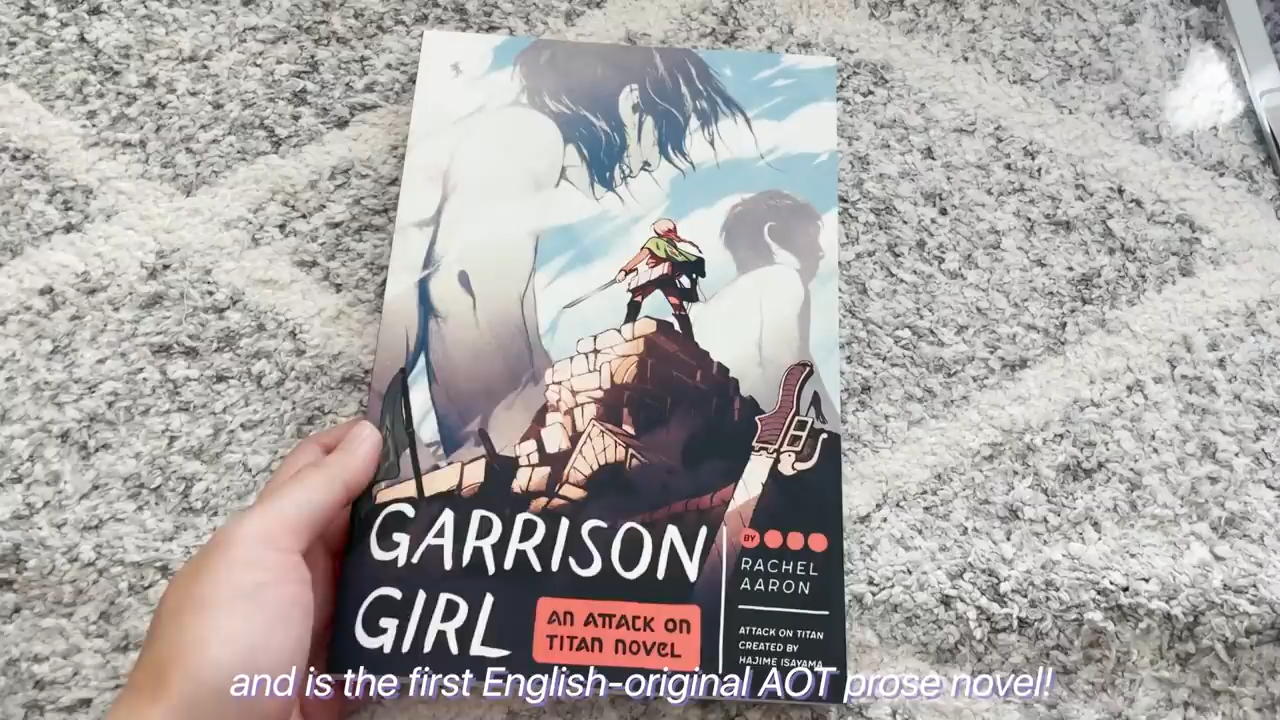 GARRISON
GIRL
AN ATTACK ON
TITAN NOVEL
BY
RACHEL
AARON
ATTACK ON TITAN
CREATED BY
HAJIME ISAYAMA
and is the first English-original AOT prose novel!